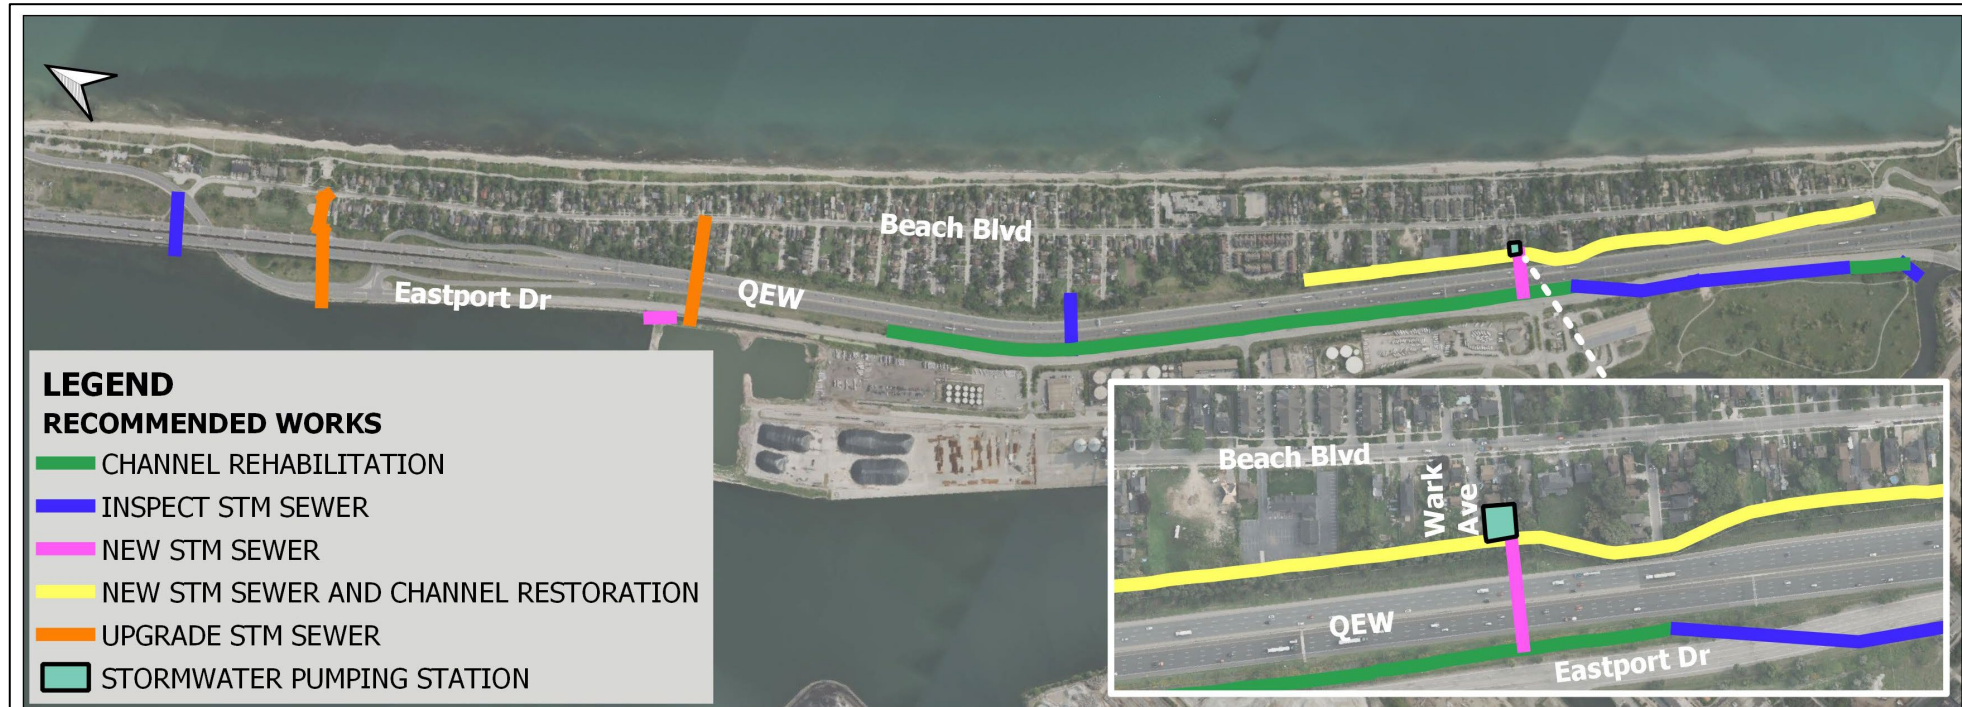 Beach Blvd
QEW
Eastport Dr
LEGEND
RECOMMENDED WORKS
CHANNEL REHABILITATION
INSPECT STM SEWER
NEW STM SEWER
NEW STM SEWER AND CHANNEL RESTORATION
UPGRADE STM SEWER
STORMWATER PUMPING STATION
Beach Blvd
Wark
Ave
QEW
Eastport Dr